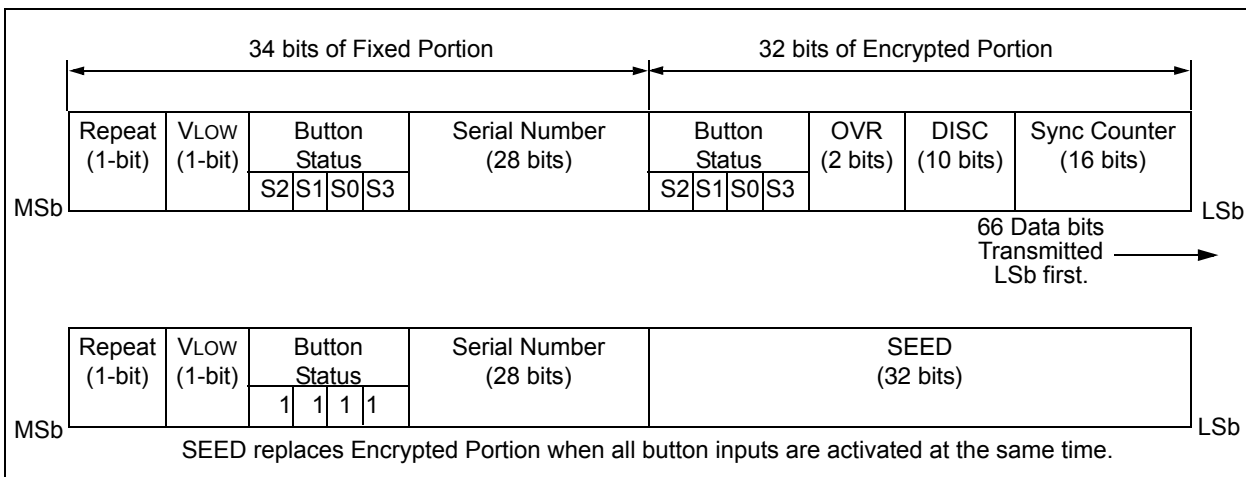 34 bits of Fixed Portion
32 bits of Encrypted Portion
Repeat VLOW Button Serial Number Button OVR DISC Sync Counter
(1-bit) (1-bit) Status (28 bits) Status (2 bits) (10 bits) (16 bits)
S2 S1 S0 S3 S2 S1 S0 S3
MSb LSb
66 Data bits
Transmitted
LSb first.
Repeat VLOW Button Serial Number SEED
(1-bit) (1-bit) Status (28 bits) (32 bits)
1 1 1 1
MSb LSb
SEED replaces Encrypted Portion when all button inputs are activated at the same time.